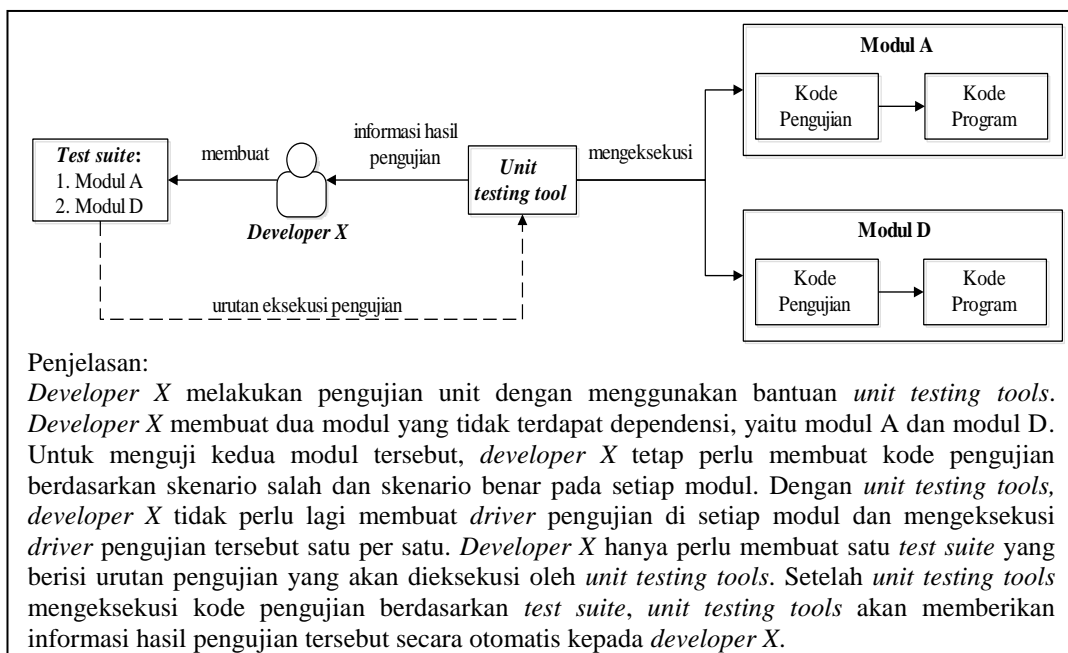 Modul A
Kode
Pengujian
Kode
Program
informasi hasil
pengujian
mengeksekusi
membuat
Test suite:
1. Modul A
2. Modul D
Unit
testing tool
Developer X
urutan eksekusi pengujian
Modul D
Kode
Pengujian
Kode
Program
Penjelasan:
Developer X melakukan pengujian unit dengan menggunakan bantuan unit testing tools.
Developer X membuat dua modul yang tidak terdapat dependensi, yaitu modul A dan modul D.
Untuk menguji kedua modul tersebut, developer X tetap perlu membuat kode pengujian
berdasarkan skenario salah dan skenario benar pada setiap modul. Dengan unit testing tools,
developer X tidak perlu lagi membuat driver pengujian di setiap modul dan mengeksekusi
driver pengujian tersebut satu per satu. Developer X hanya perlu membuat satu test suite yang
berisi urutan pengujian yang akan dieksekusi oleh unit testing tools. Setelah unit testing tools
mengeksekusi kode pengujian berdasarkan test suite, unit testing tools akan memberikan
informasi hasil pengujian tersebut secara otomatis kepada developer X.